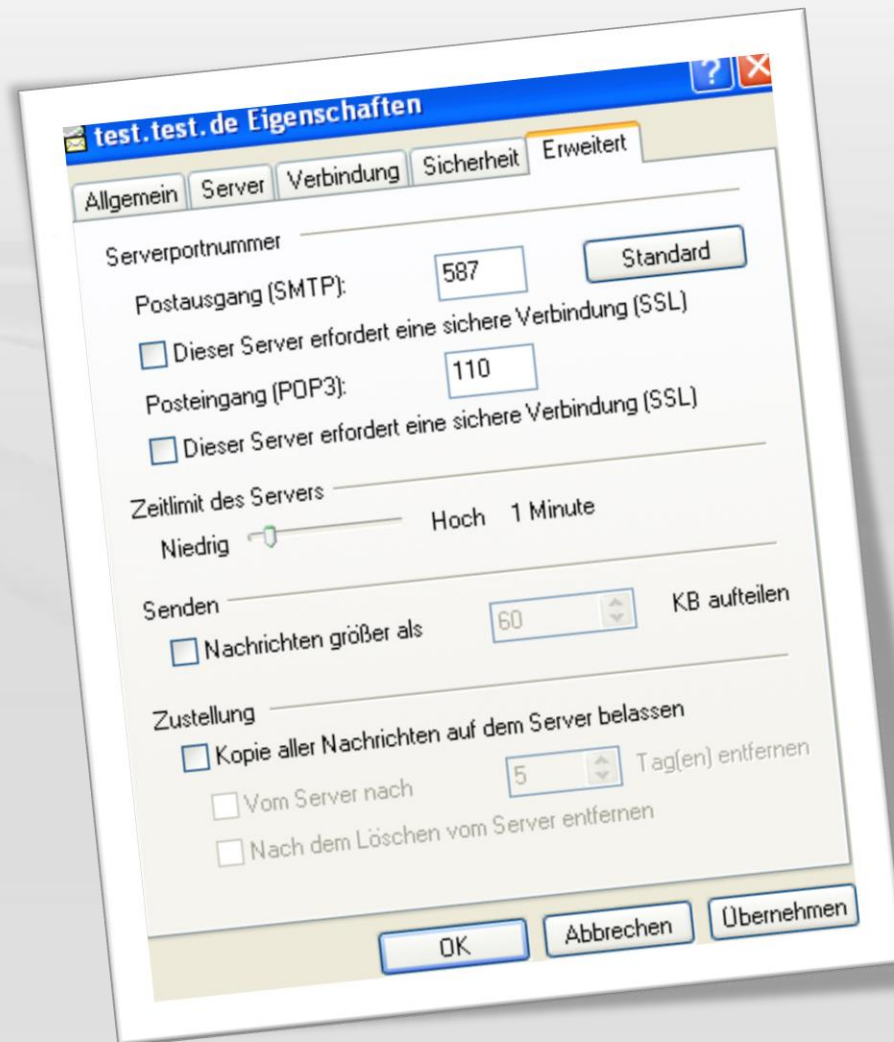 test.test.de Eigenschaften
?
Allgemein Server Verbindung Sicherheit Erweitert
Serverportnummer
Postausgang (SMTP): 587 Standard
Dieser Server erfordert eine sichere Verbindung (SSL)
Posteingang (POP3): 110
Dieser Server erfordert eine sichere Verbindung (SSL)
Zeitlimit des Servers
Niedrig Hoch 1 Minute
Senden
Nachrichten größer als 60 KB aufteilen
Zustellung
Kopie aller Nachrichten auf dem Server belassen
Vom Server nach 5 Tag(en) entfernen
Nach dem Löschen vom Server entfernen
OK Abbrechen Übernehmen